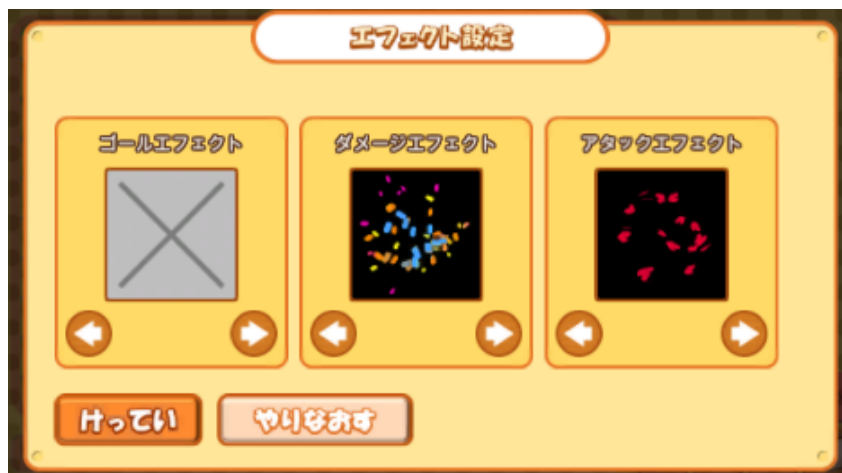 エフェクト設定
ゴールエフェクト
ダメージエフェクト
アタックエフェクト
けってい
やりなおす